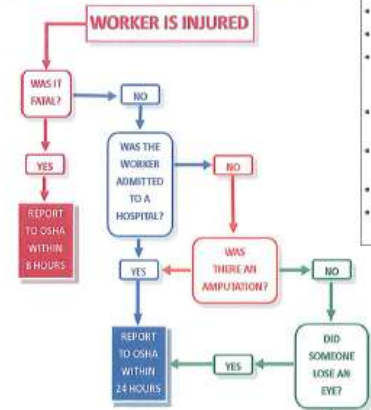 WORKER IS INJURED
WAS IT
FATAL?
NO
YES
REPORT
TO OSHA
WITHIN
8 HOURS
WAS THE
WORKER
ADMITTED
TO A
HOSPITAL?
NO
YES
WAS
THERE AN
AMPUTATION?
NO
REPORT
TO OSHA
WITHIN
24 HOURS
YES
DID
SOMEONE
LOSE AN
EYE?